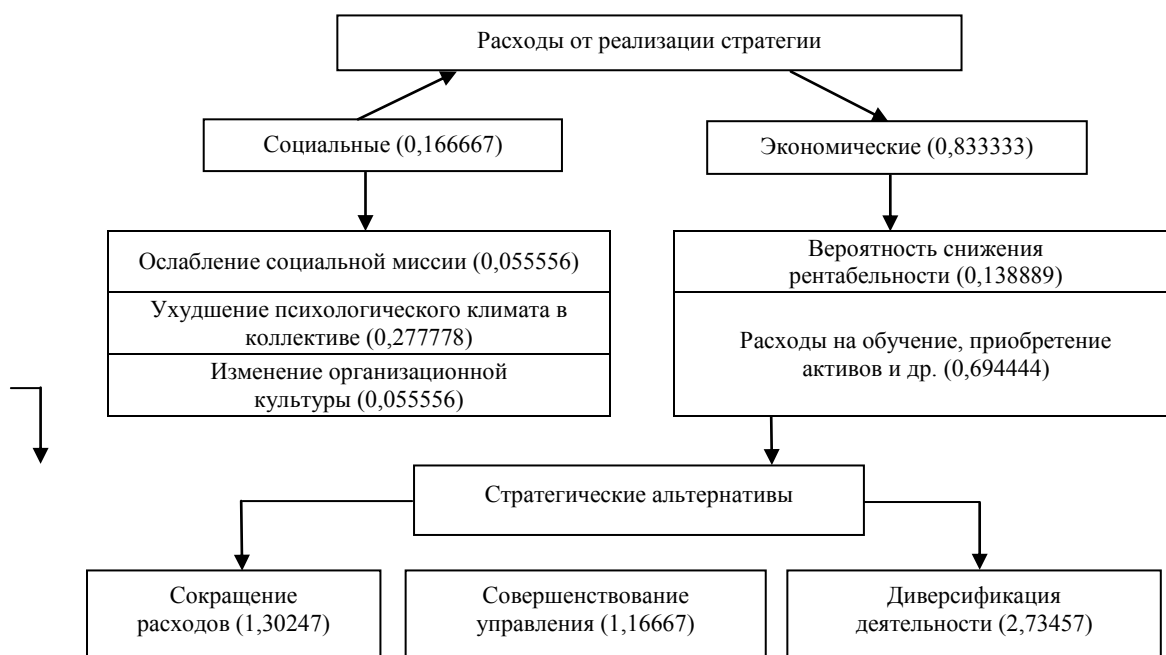 Расходы от реализации стратегии
Социальные (0,166667)
Экономические (0,833333)
Ослабление социальной миссии (0,055556)
Ухудшение психологического климата в
коллективе (0,277778)
Изменение организационной
культуры (0,055556)
Вероятность снижения
рентабельности (0,138889)
Расходы на обучение, приобретение
активов и др. (0,694444)
Стратегические альтернативы
Сокращение
расходов (1,30247)
Совершенствование
управления (1,16667)
Диверсификация
деятельности (2,73457)